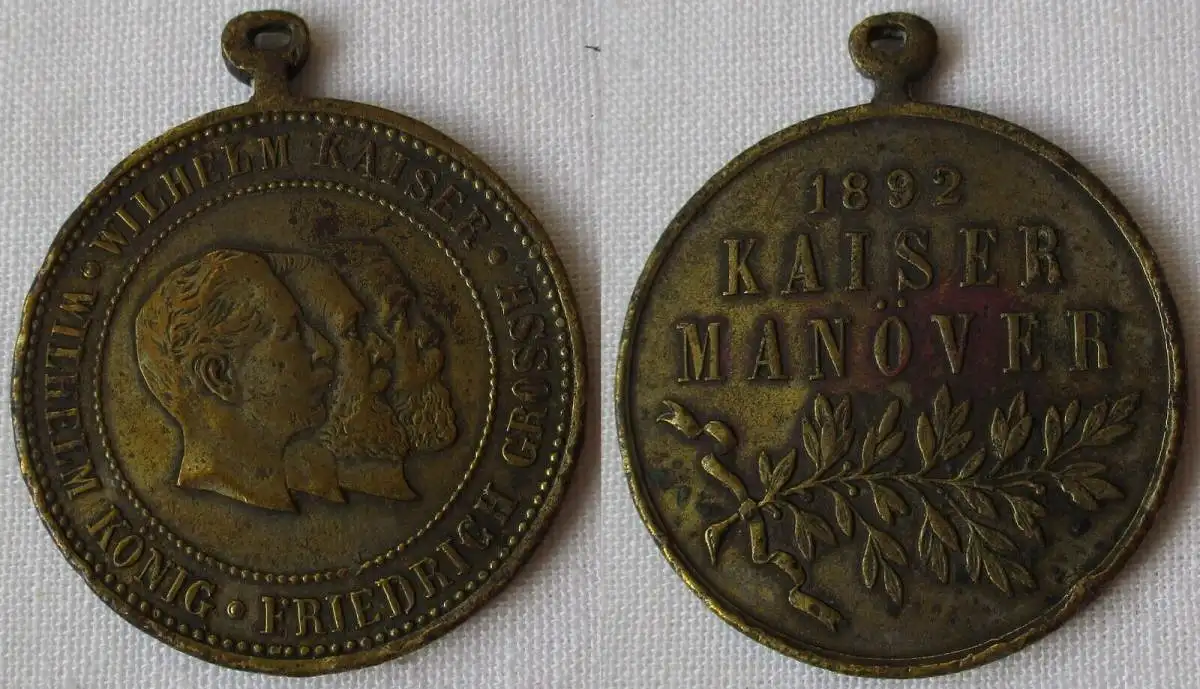 WILHELM KAISER · FRIEDRICH GROSSH · WILHELM KÖNIG ·
1892
KAISER
MANÖVER